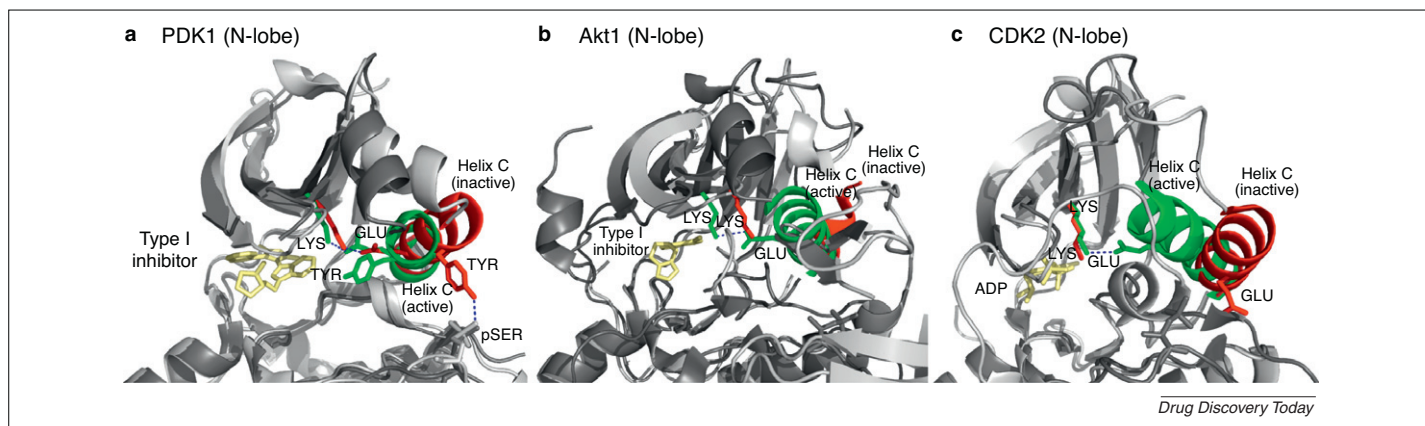 a PDK1 (N-lobe)
Helix C
(inactive)
Type I
inhibitor
LYS
GLU
TYR
TYR
Helix C
(active)
pSER
b Akt1 (N-lobe)
Helix C
(inactive)
Helix C
(active)
LYS
LYS
Type I
inhibitor
GLU
c CDK2 (N-lobe)
Helix C
(active)
Helix C
(inactive)
LYS
LYS
GLU
ADP
GLU
Drug Discovery Today